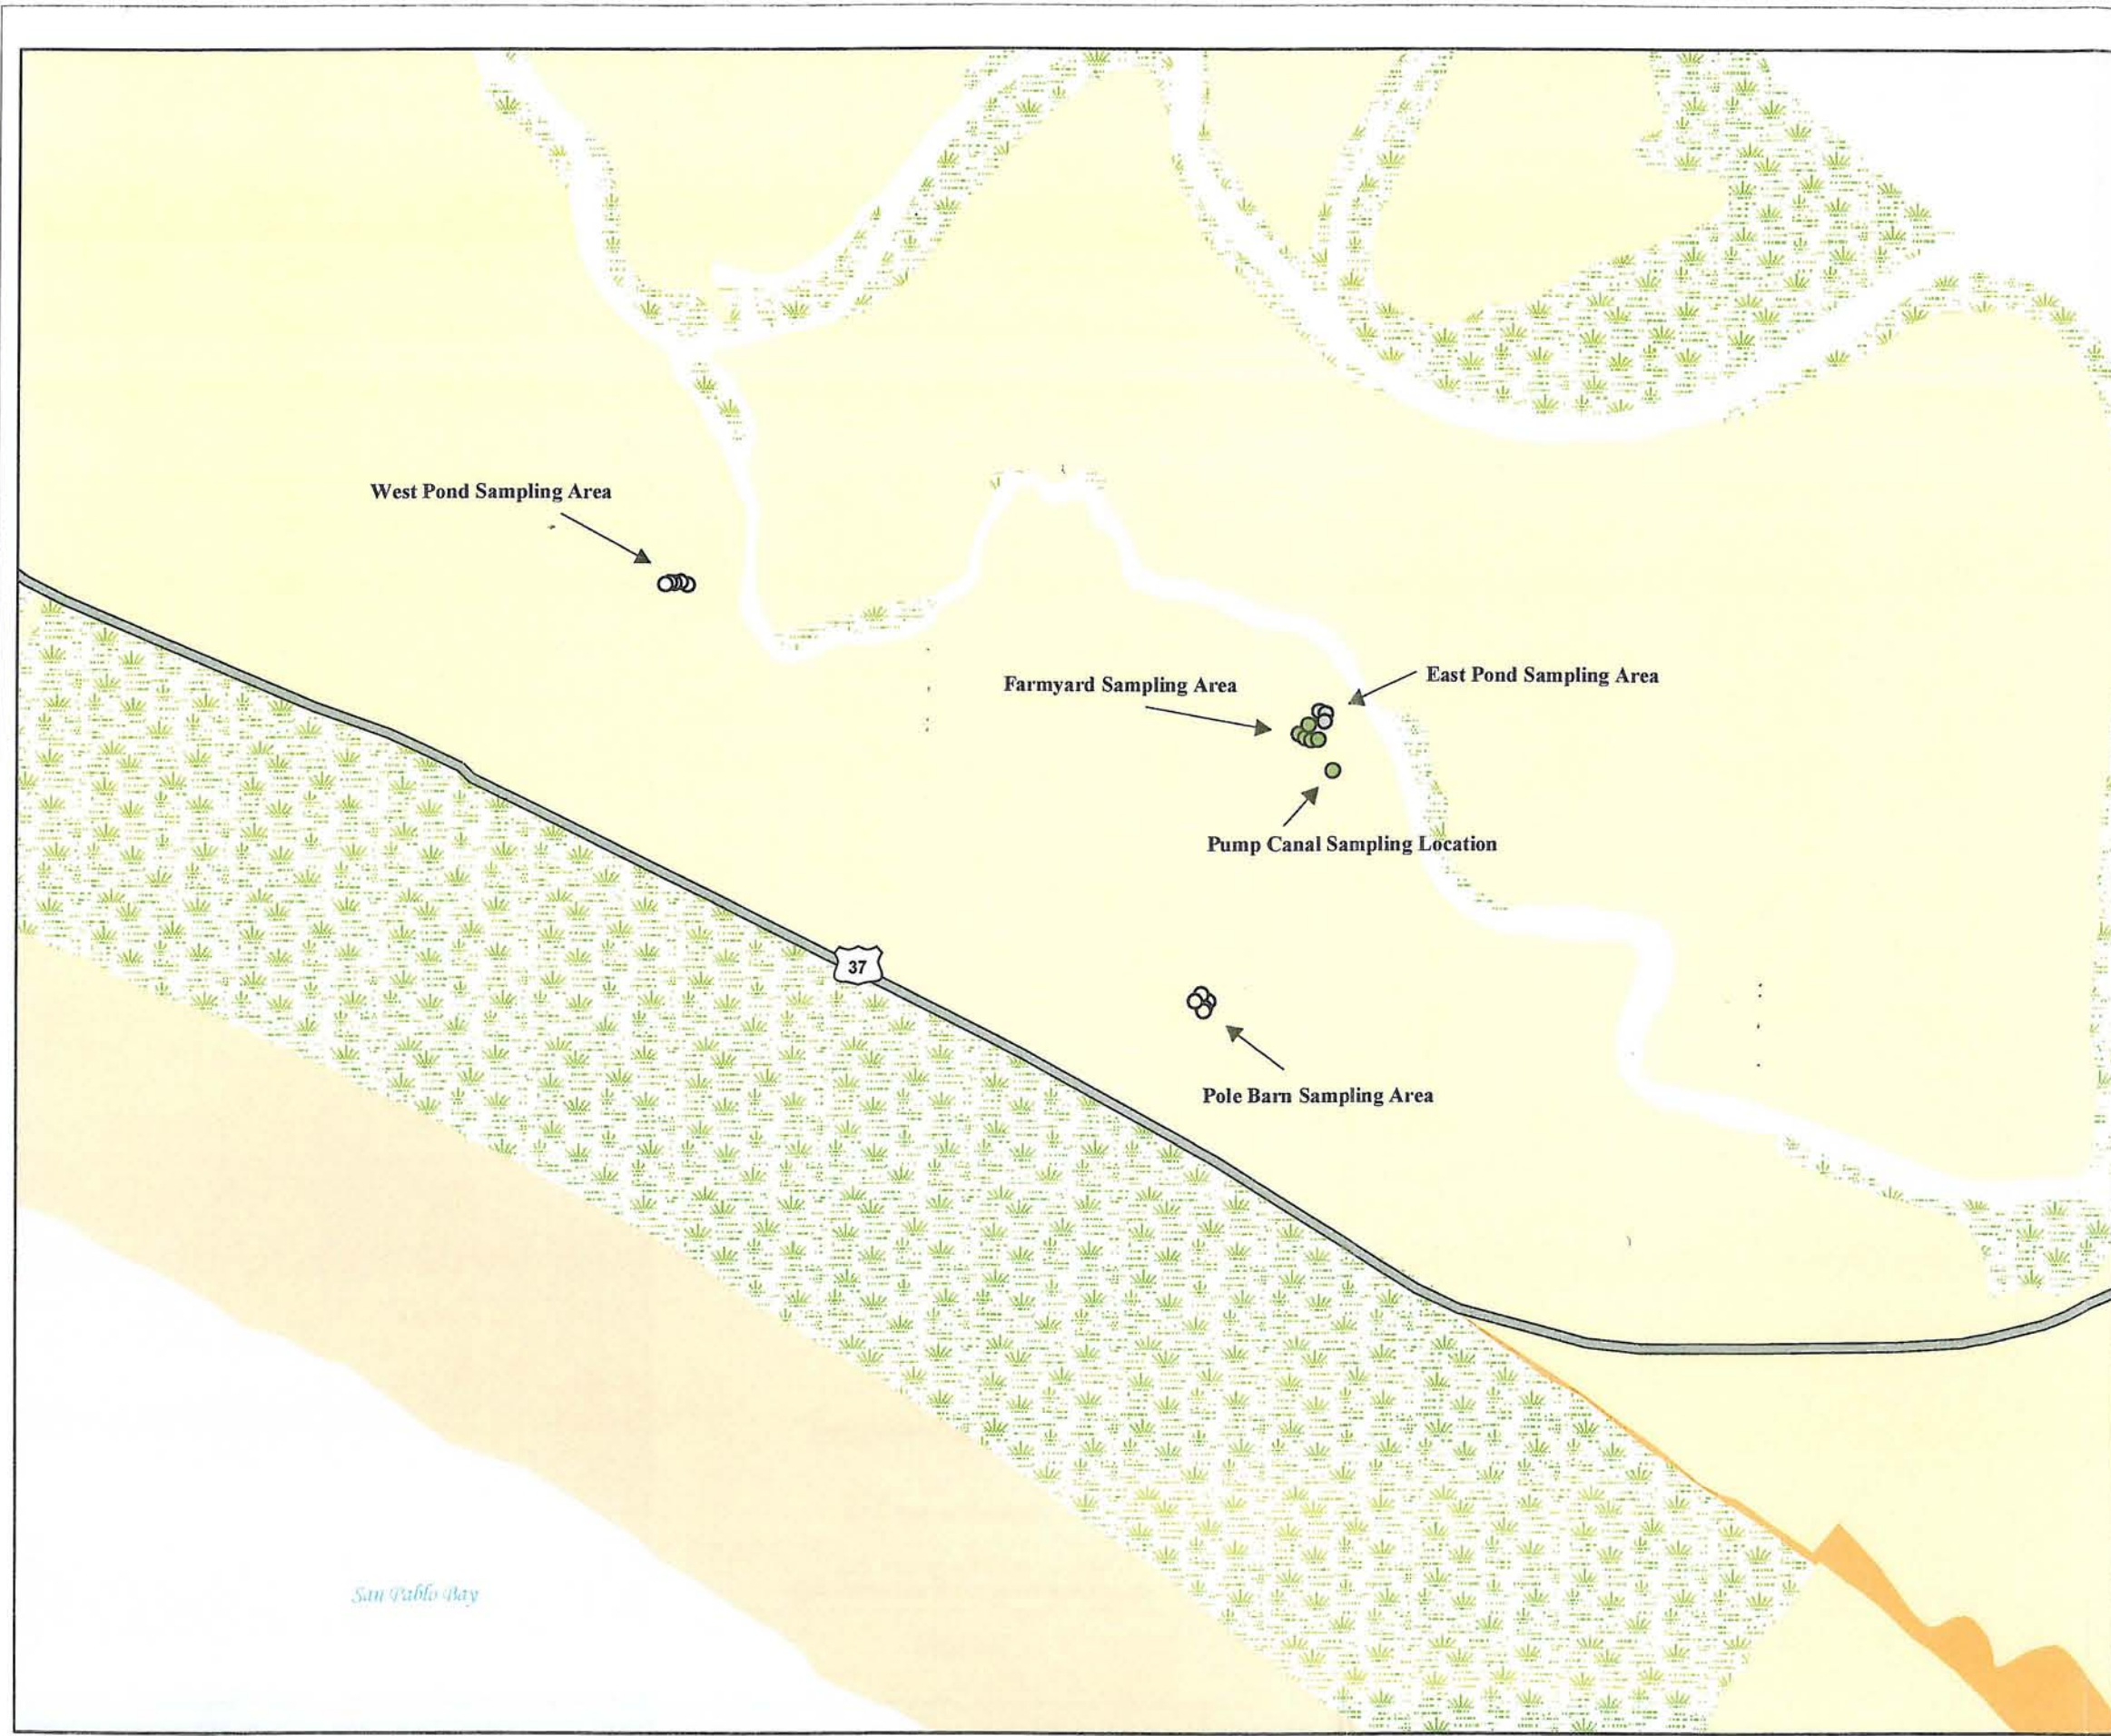 West Pond Sampling Area
East Pond Sampling Area
Farmyard Sampling Area
Pump Canal Sampling Location
37
Pole Barn Sampling Area
San Pablo Bay